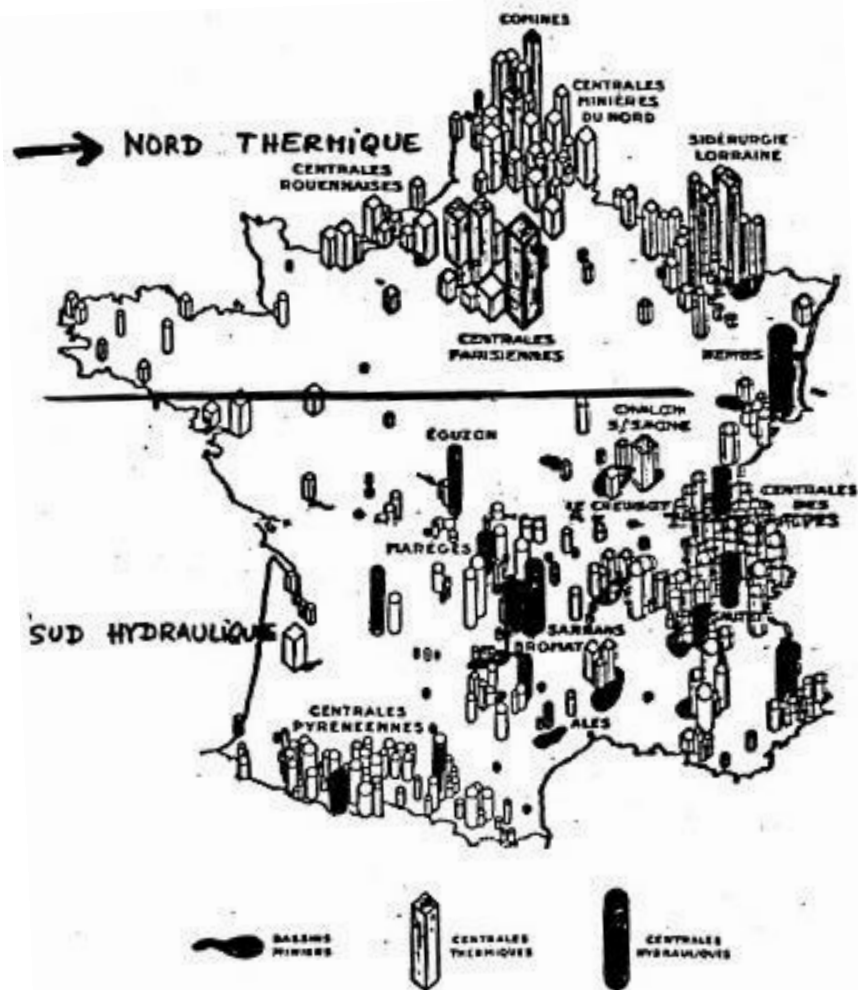 COMINES
CENTRALES
MINIÈRES
DU NORD
NORD THERMIQUE
SIDÉRURGIE
LORRAINE
CENTRALES
ROUENNAISES
CENTRALES
PARISIENNES
KEMBS
CHALON
S/SAONE
ÉGUZON
LE CREUSOT
CENTRALES
DES
ALPES
MARÈGES
SUD HYDRAULIQUE
SARRANS
BROMAT
CENTRALES
PYRENEENNES
ALES
BASSINS
MINIERS
CENTRALES
THERMIQUES
CENTRALES
HYDRAULIQUES